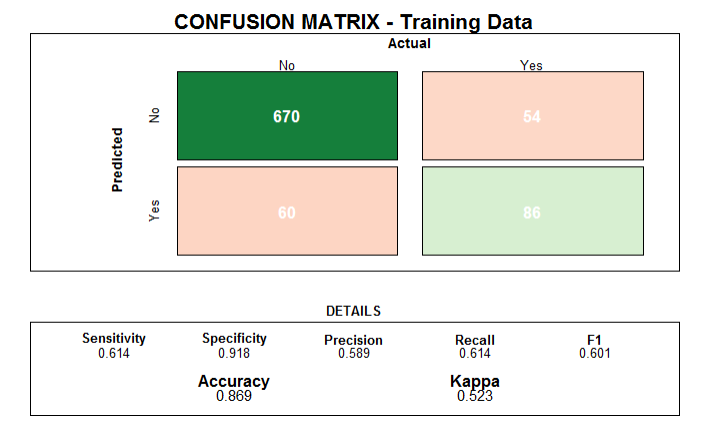 CONFUSION MATRIX - Training Data
Actual
No Yes
Predicted
No 670 54
Yes 60 86
DETAILS
Sensitivity Specificity Precision Recall F1
0.614 0.918 0.589 0.614 0.601
Accuracy Kappa
0.869 0.523